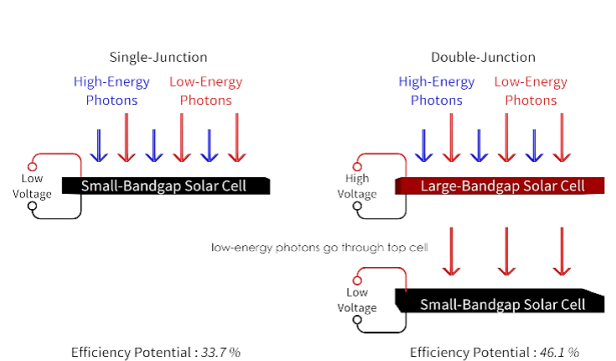 Single-Junction
High-Energy
Photons
Low-Energy
Photons
Low
Voltage
Small-Bandgap Solar Cell
Efficiency Potential : 33.7 %
Double-Junction
High-Energy
Photons
Low-Energy
Photons
High
Voltage
Large-Bandgap Solar Cell
low-energy photons go through top cell
Low
Voltage
Small-Bandgap Solar Cell
Efficiency Potential : 46.1 %